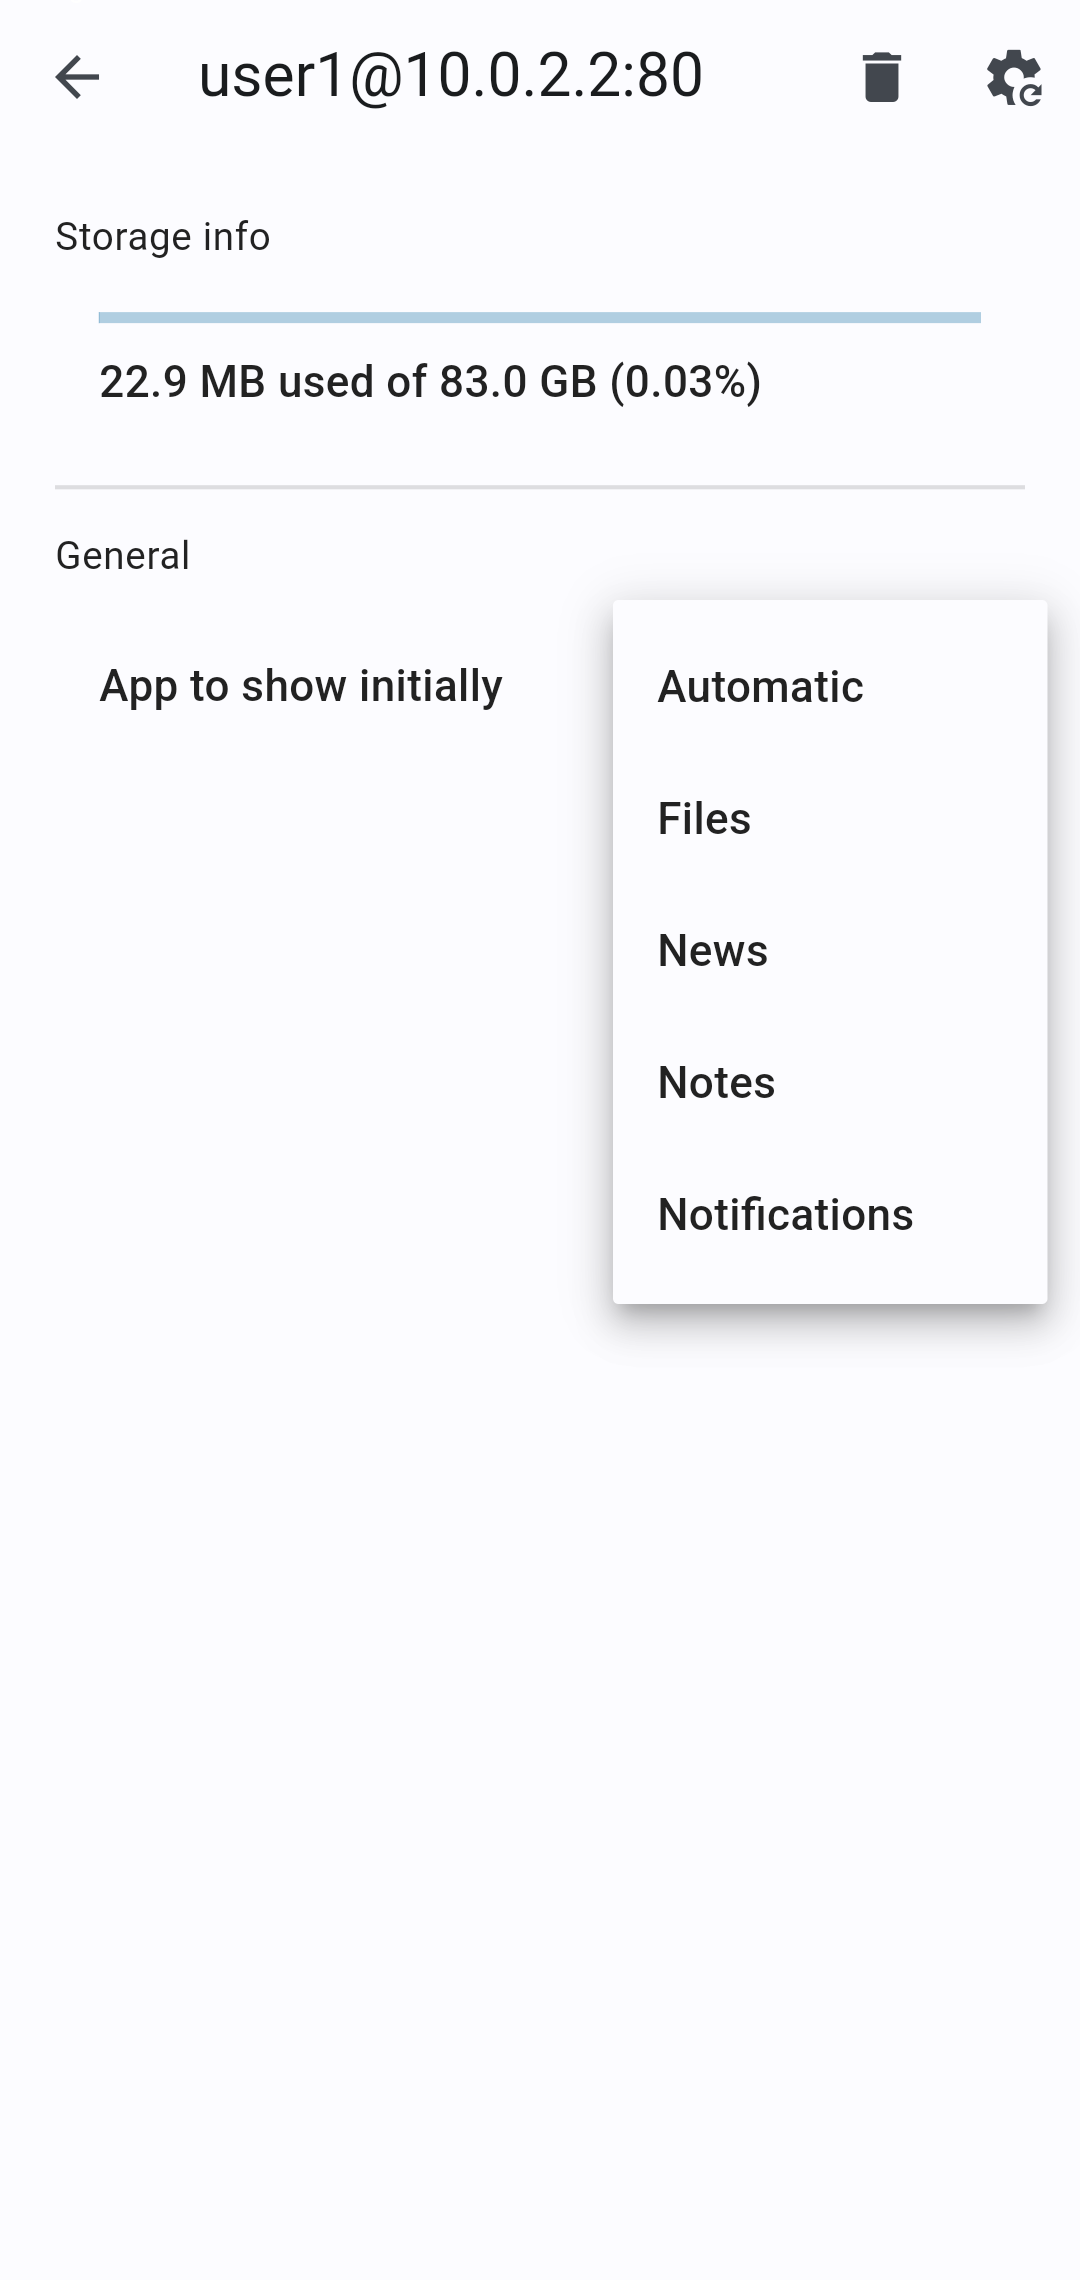 user1@10.0.2.2:80
Storage info
22.9 MB used of 83.0 GB (0.03%)
General
App to show initially
Automatic
Files
News
Notes
Notifications